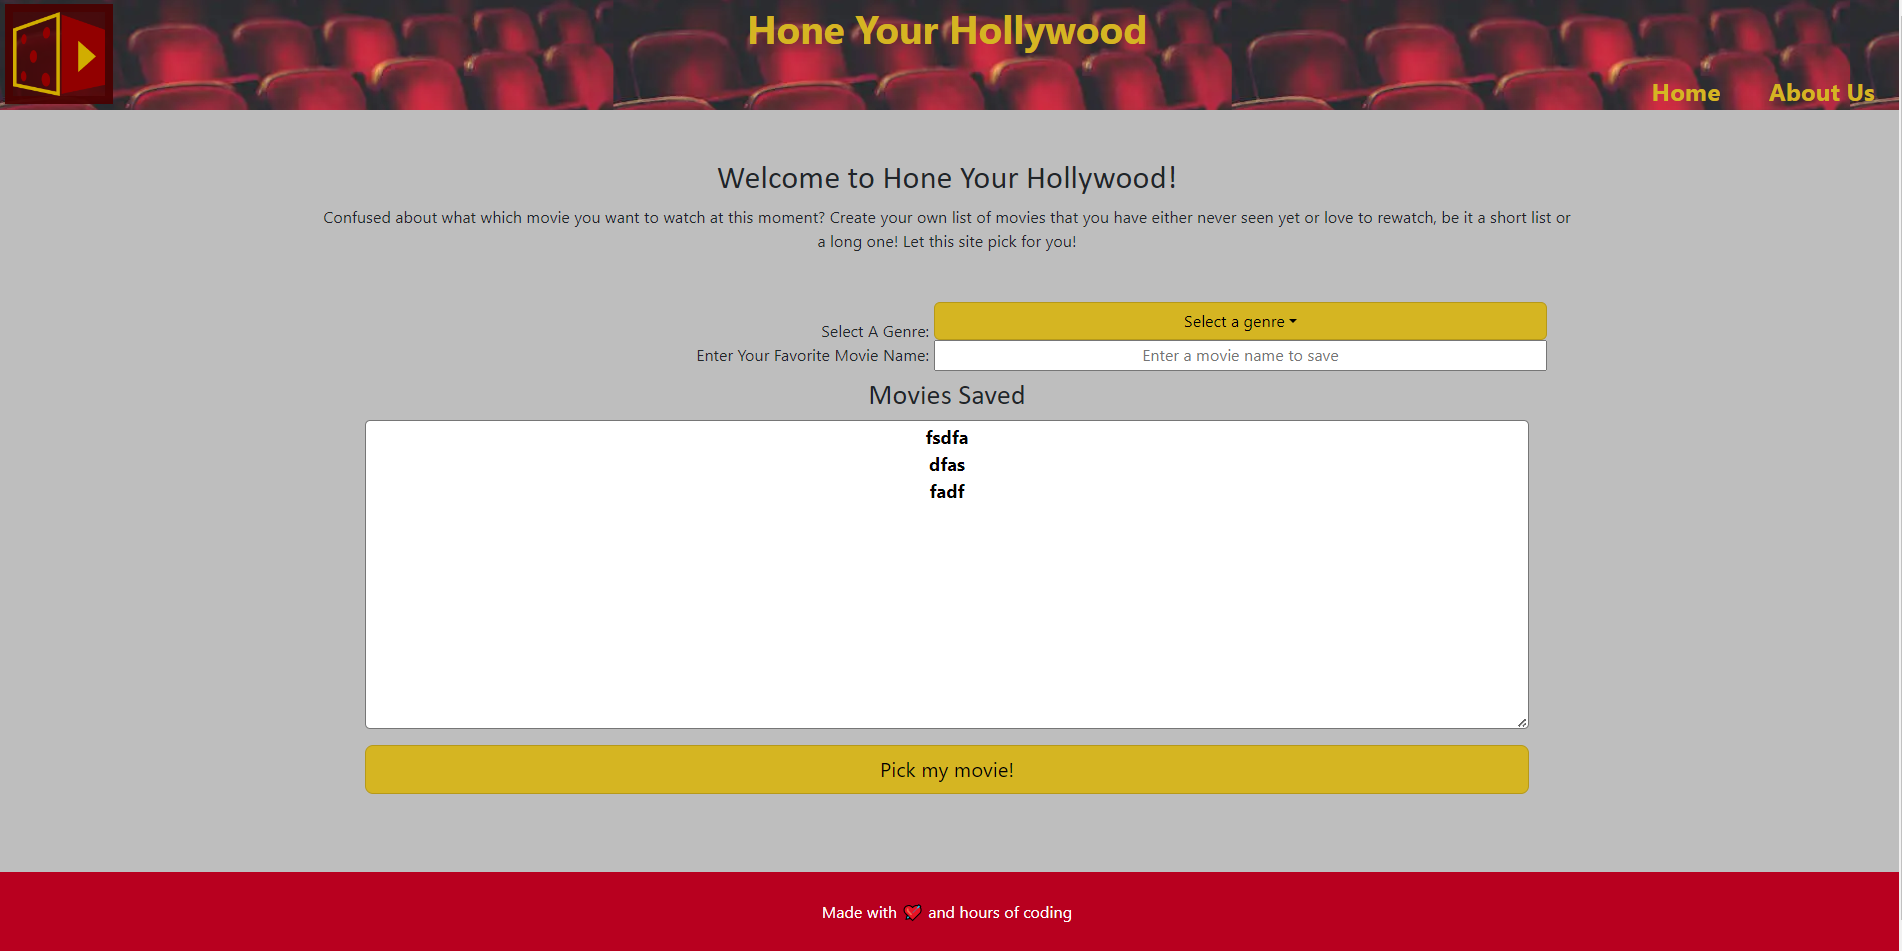 Hone Your Hollywood
Home About Us
Welcome to Hone Your Hollywood!
Confused about what which movie you want to watch at this moment? Create your own list of movies that you have either never seen yet or love to rewatch, be it a short list or
a long one! Let this site pick for you!
Select A Genre: Select a genre
Enter Your Favorite Movie Name: Enter a movie name to save
Movies Saved
fsdfa
dfas
fadf
Pick my movie!
Made with and hours of coding